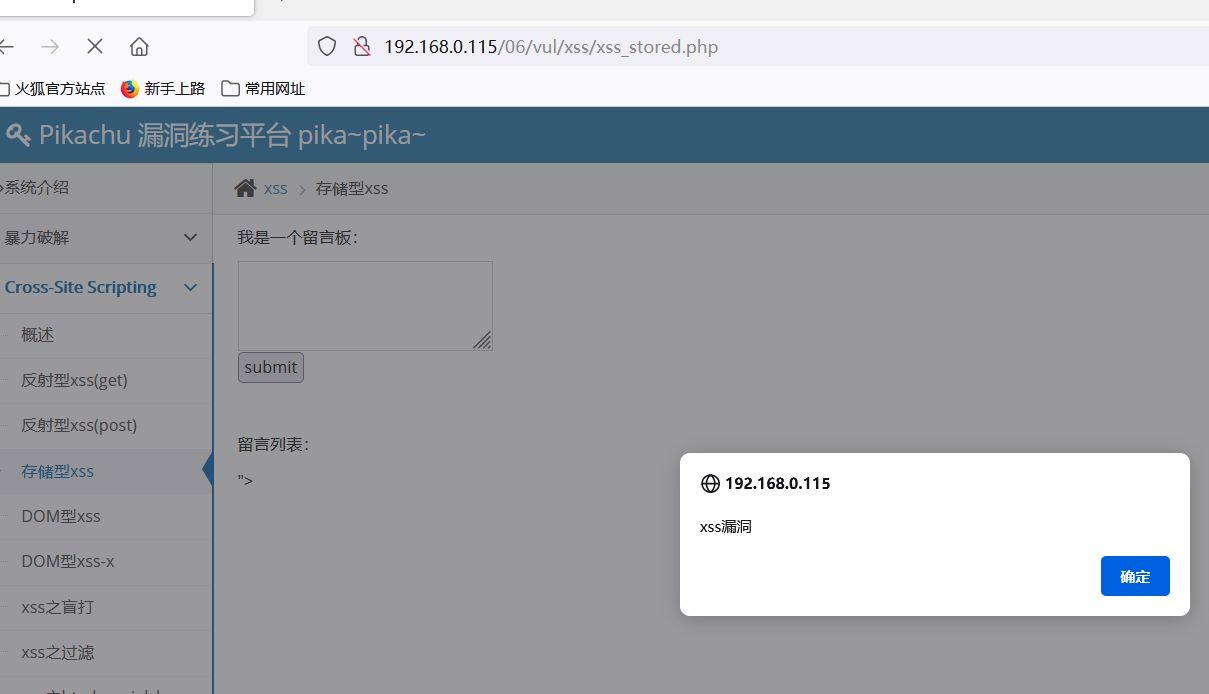 192.168.0.115/06/vul/xss/xss_stored.php
火狐官方站点 新手上路 常用网址
Pikachu 漏洞练习平台 pika~pika~
系统介绍
xss > 存储型xss
暴力破解
我是一个留言板：
Cross-Site Scripting
概述
submit
反射型xss(get)
反射型xss(post)
留言列表：
存储型xss
">
192.168.0.115
DOM型xss
xss漏洞
DOM型xss-x
确定
xss之盲打
xss之过滤